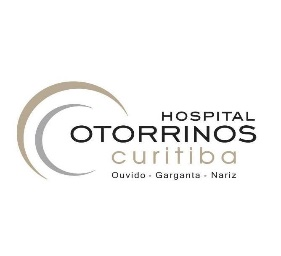 HOSPITAL
OTORRINOS
curitiba
Ouvido - Garganta - Nariz